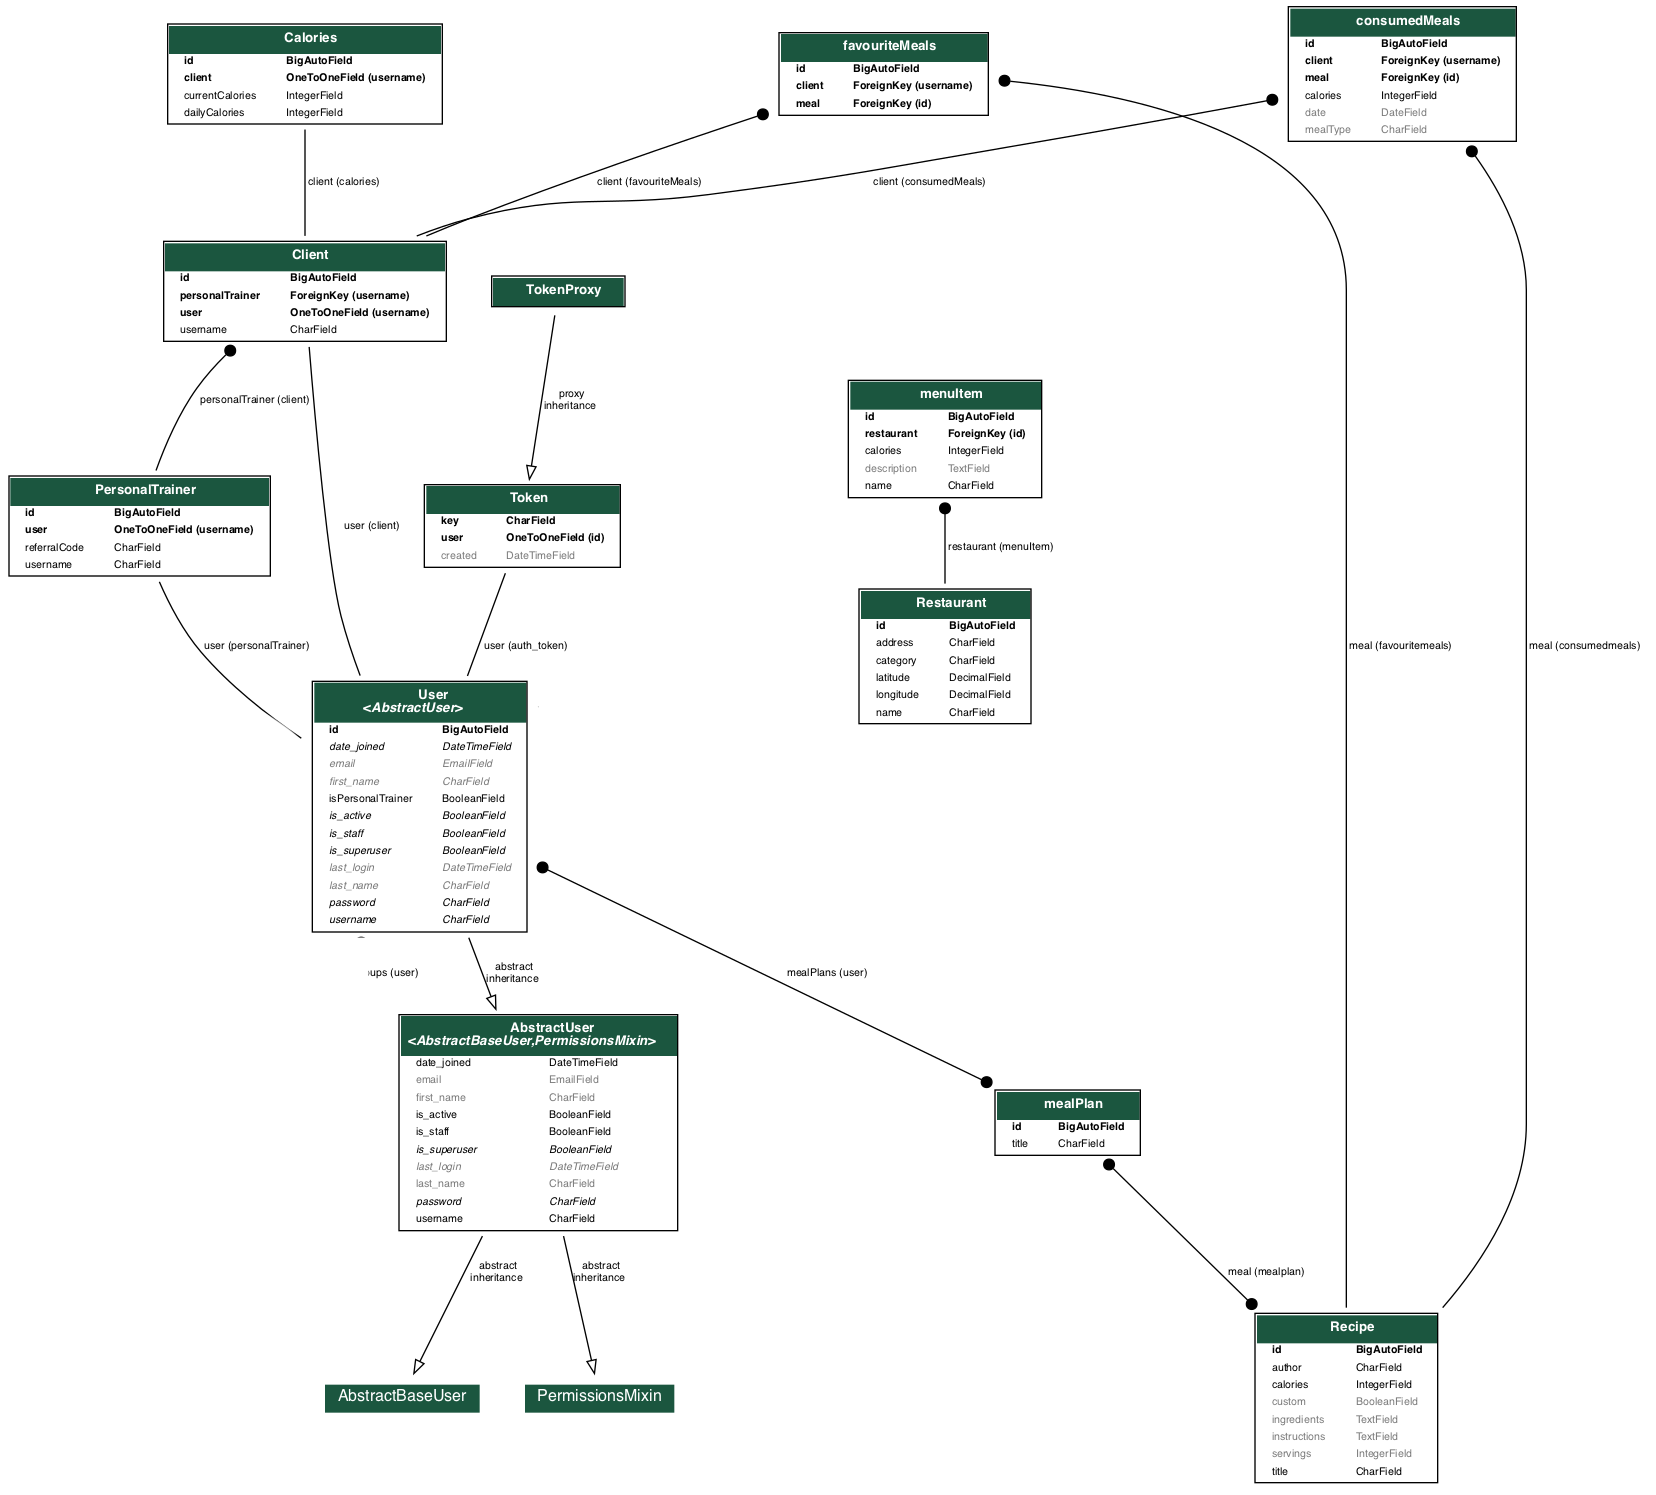 Calories
id BigAutoField
client OneToOneField (username)
currentCalories IntegerField
dailyCalories IntegerField
favouriteMeals
id BigAutoField
client ForeignKey (username)
meal ForeignKey (id)
consumedMeals
id BigAutoField
client ForeignKey (username)
meal ForeignKey (id)
calories IntegerField
date DateField
mealType CharField
client (calories)
client (favouriteMeals)
client (consumedMeals)
Client
id BigAutoField
personalTrainer ForeignKey (username)
user OneToOneField (username)
username CharField
TokenProxy
personalTrainer (client)
proxy
inheritance
menuItem
id BigAutoField
restaurant ForeignKey (id)
calories IntegerField
description TextField
name CharField
PersonalTrainer
id BigAutoField
user OneToOneField (username)
referralCode CharField
username CharField
user (client)
Token
key CharField
user OneToOneField (id)
created DateTimeField
restaurant (menuItem)
Restaurant
id BigAutoField
address CharField
category CharField
latitude DecimalField
longitude DecimalField
name CharField
user (personalTrainer)
user (auth_token)
meal (favouritemeals)
meal (consumedmeals)
User
<AbstractUser>
id BigAutoField
date_joined DateTimeField
email EmailField
first_name CharField
isPersonalTrainer BooleanField
is_active BooleanField
is_staff BooleanField
is_superuser BooleanField
last_login DateTimeField
last_name CharField
password CharField
username CharField
oups (user)
abstract
inheritance
mealPlans (user)
AbstractUser
<AbstractBaseUser,PermissionsMixin>
date_joined DateTimeField
email EmailField
first_name CharField
is_active BooleanField
is_staff BooleanField
is_superuser BooleanField
last_login DateTimeField
last_name CharField
password CharField
username CharField
mealPlan
id BigAutoField
title CharField
abstract
inheritance
abstract
inheritance
meal (mealplan)
AbstractBaseUser
PermissionsMixin
Recipe
id BigAutoField
author CharField
calories IntegerField
custom BooleanField
ingredients TextField
instructions TextField
servings IntegerField
title CharField